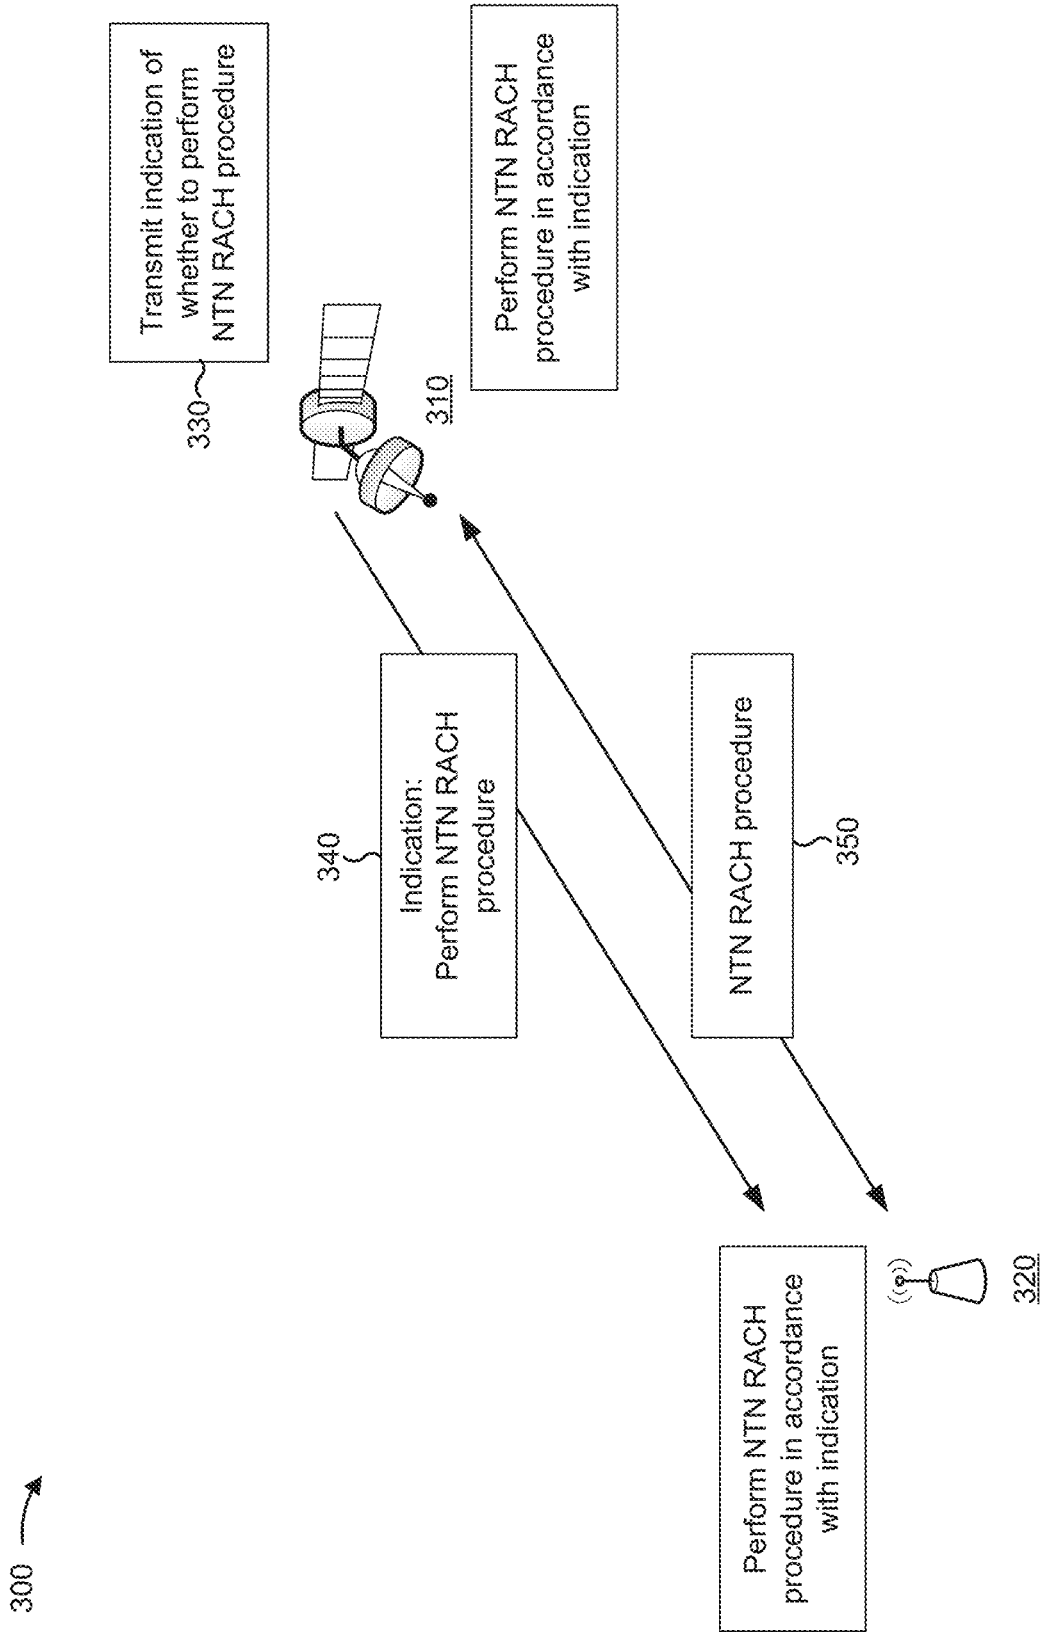 300
330
Transmit indication of
whether to perform
NTN RACH procedure
310
Perform NTN RACH
procedure in accordance
with indication
340
Indication:
Perform NTN RACH
procedure
NTN RACH procedure
350
Perform NTN RACH
procedure in accordance
with indication
320